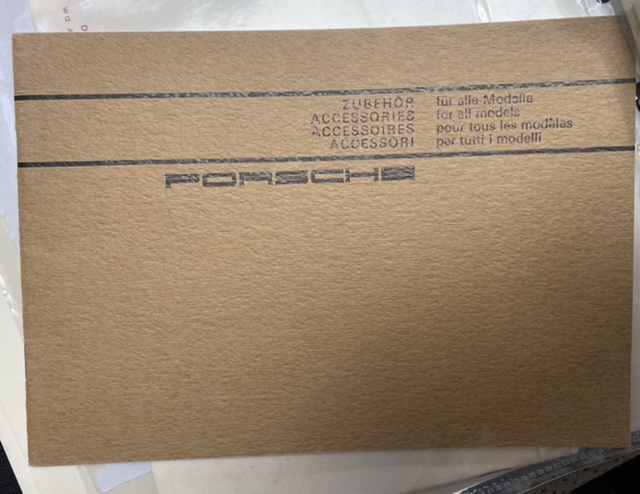 ZUBEHÖR für alle Modelle
ACCESSORIES for all models
ACCESSOIRES pour tous les modèles
ACCESSORI per tutti i modelli
PORSCHE